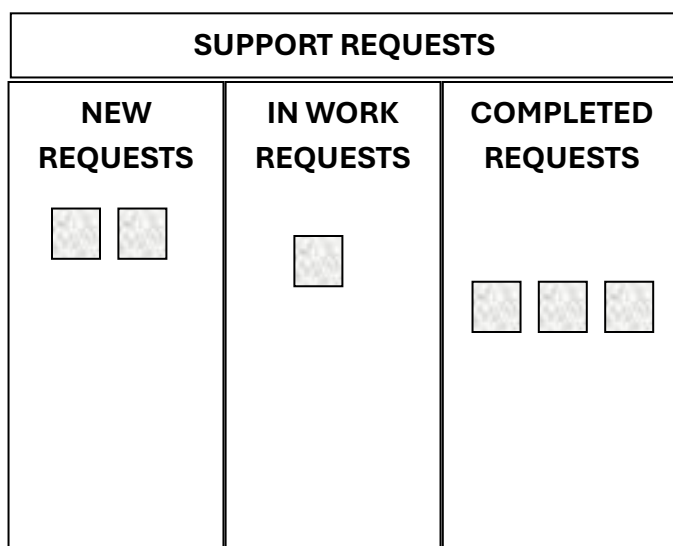 SUPPORT REQUESTS
NEW
REQUESTS
IN WORK
REQUESTS
COMPLETED
REQUESTS